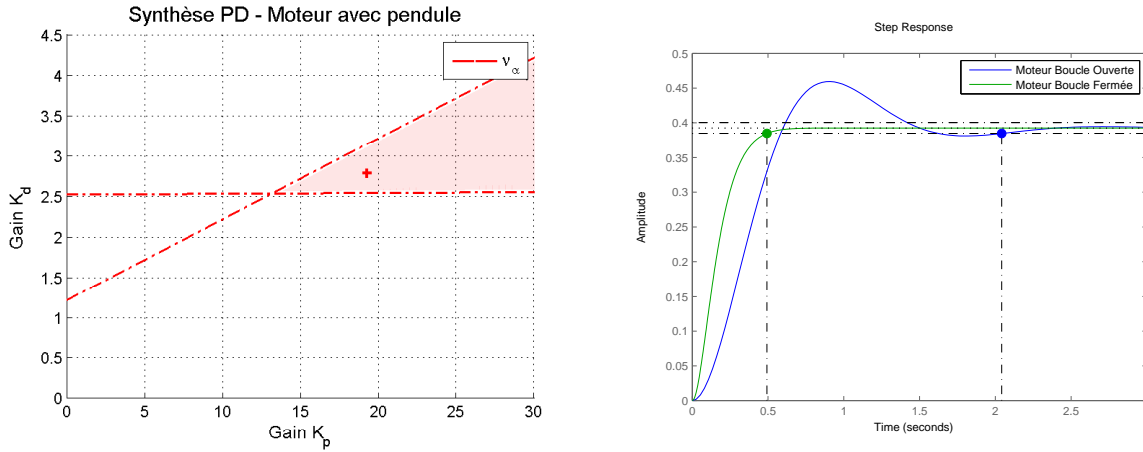 Synthèse PD - Moteur avec pendule
4.5
4
3.5
3
2.5
2
1.5
1
0.5
0
Gain K_d
ν_α
0 5 10 15 20 25 30
Gain K_p
Step Response
0.5
0.45
0.4
0.35
0.3
0.25
0.2
0.15
0.1
0.05
0
Amplitude
Moteur Boucle Ouverte
Moteur Boucle Fermée
0 0.5 1 1.5 2 2.5
Time (seconds)